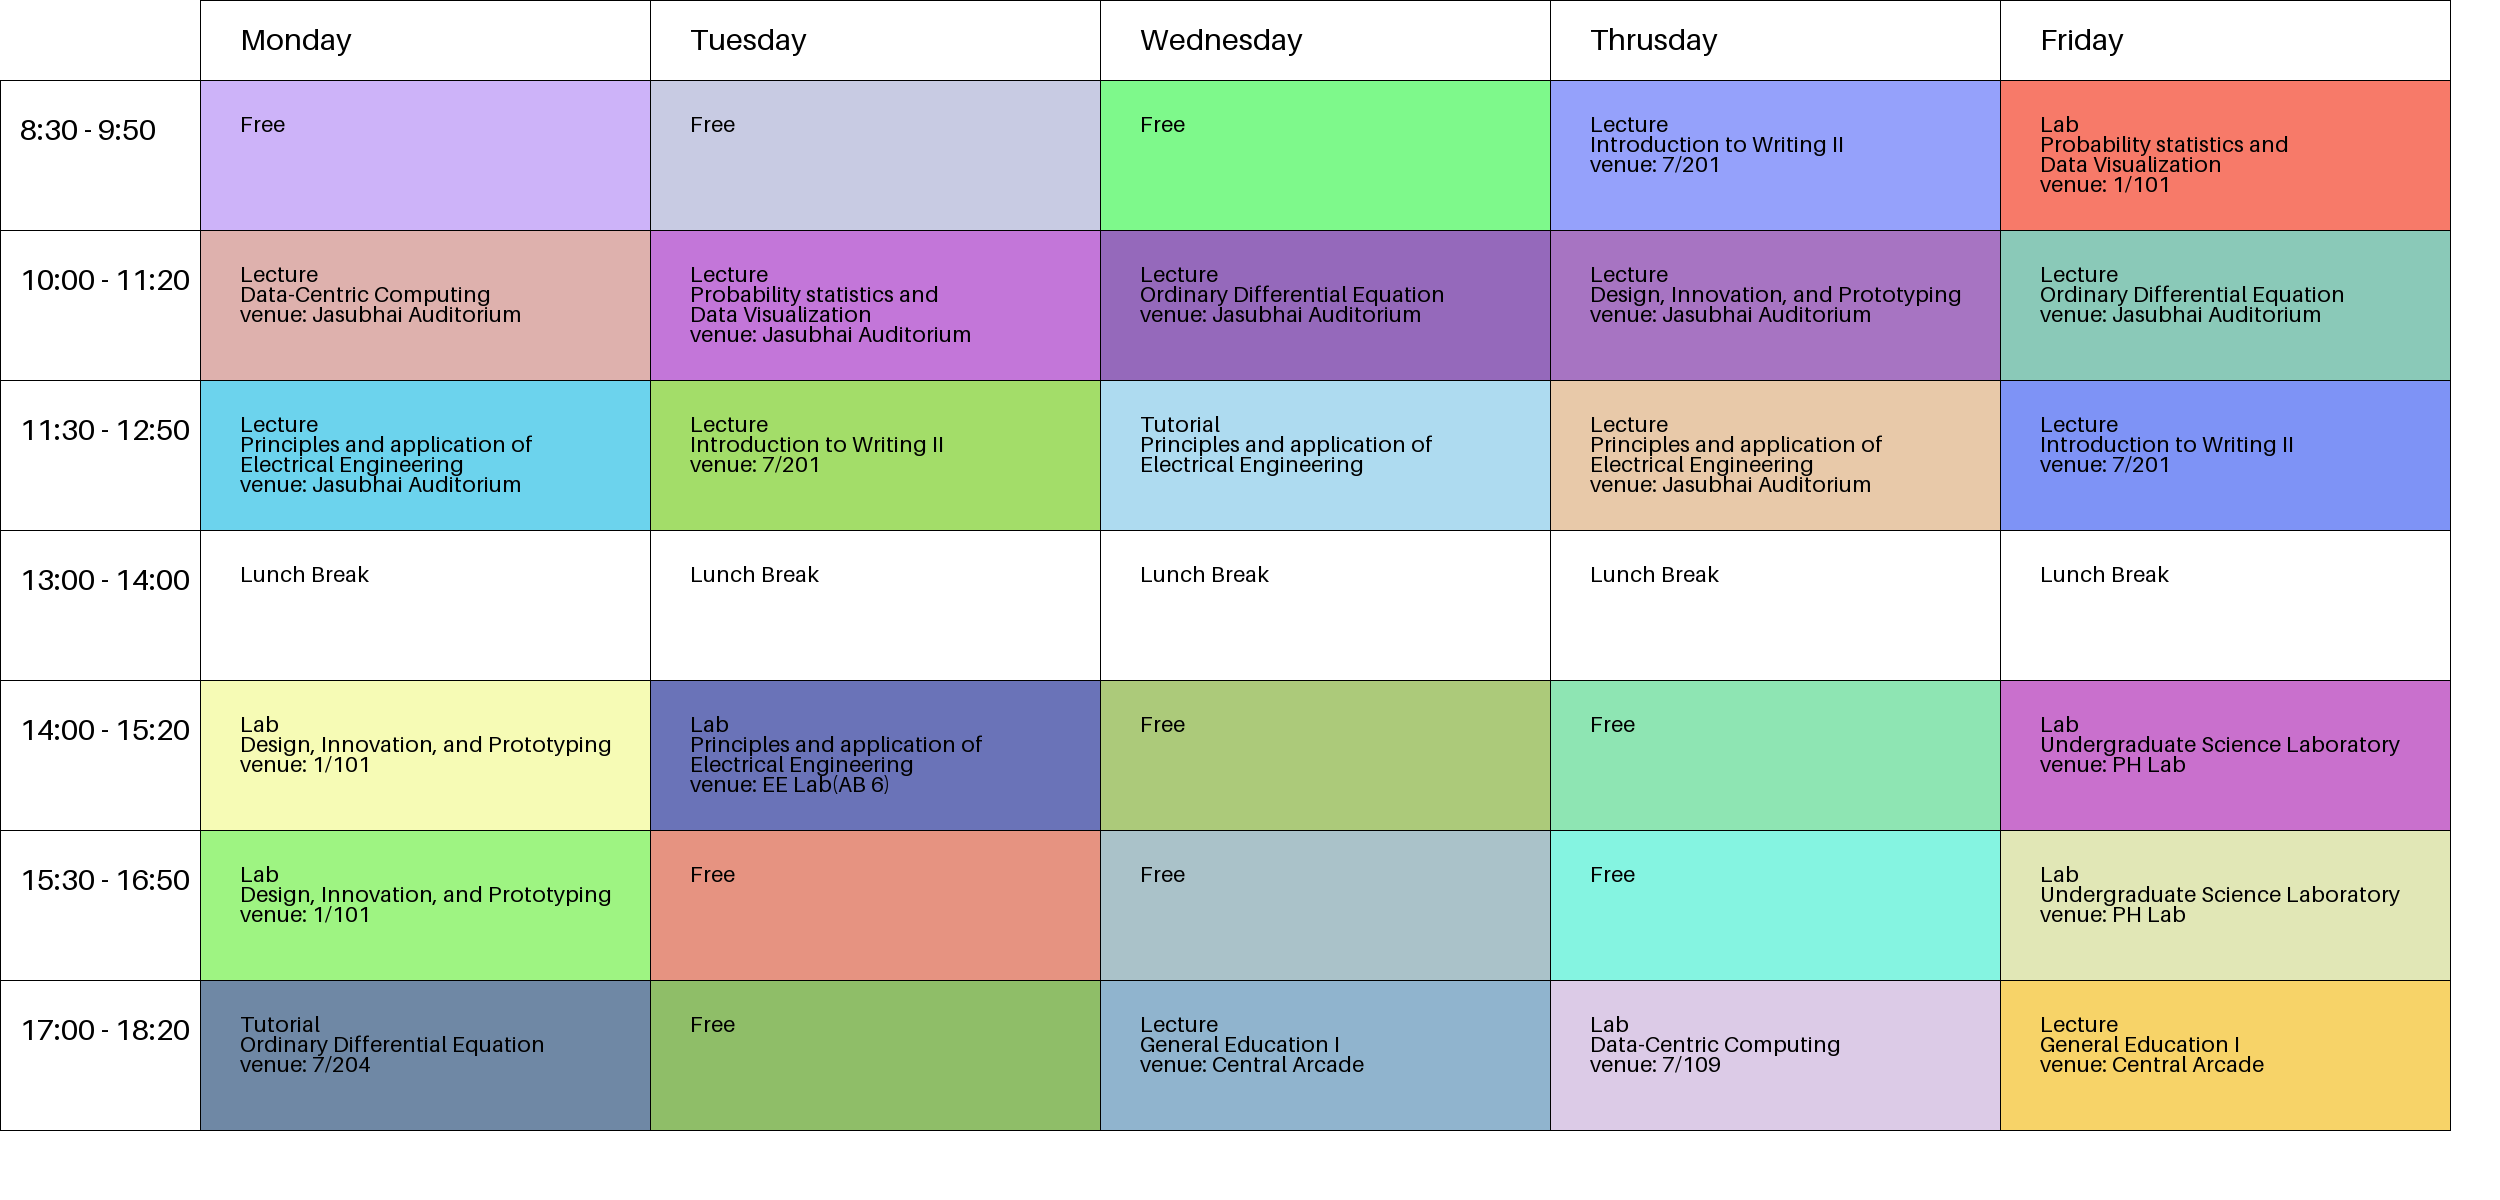 Monday
Tuesday
Wednesday
Thrusday
Friday
8:30 - 9:50
Free
Free
Free
Lecture
Introduction to Writing II
venue: 7/201
Lab
Probability statistics and
Data Visualization
venue: 1/101
10:00 - 11:20
Lecture
Data-Centric Computing
venue: Jasubhai Auditorium
Lecture
Probability statistics and
Data Visualization
venue: Jasubhai Auditorium
Lecture
Ordinary Differential Equation
venue: Jasubhai Auditorium
Lecture
Design, Innovation, and Prototyping
venue: Jasubhai Auditorium
Lecture
Ordinary Differential Equation
venue: Jasubhai Auditorium
11:30 - 12:50
Lecture
Principles and application of
Electrical Engineering
venue: Jasubhai Auditorium
Lecture
Introduction to Writing II
venue: 7/201
Tutorial
Principles and application of
Electrical Engineering
Lecture
Principles and application of
Electrical Engineering
venue: Jasubhai Auditorium
Lecture
Introduction to Writing II
venue: 7/201
13:00 - 14:00
Lunch Break
Lunch Break
Lunch Break
Lunch Break
Lunch Break
14:00 - 15:20
Lab
Design, Innovation, and Prototyping
venue: 1/101
Lab
Principles and application of
Electrical Engineering
venue: EE Lab(AB 6)
Free
Free
Lab
Undergraduate Science Laboratory
venue: PH Lab
15:30 - 16:50
Lab
Design, Innovation, and Prototyping
venue: 1/101
Free
Free
Free
Lab
Undergraduate Science Laboratory
venue: PH Lab
17:00 - 18:20
Tutorial
Ordinary Differential Equation
venue: 7/204
Free
Lecture
General Education I
venue: Central Arcade
Lab
Data-Centric Computing
venue: 7/109
Lecture
General Education I
venue: Central Arcade